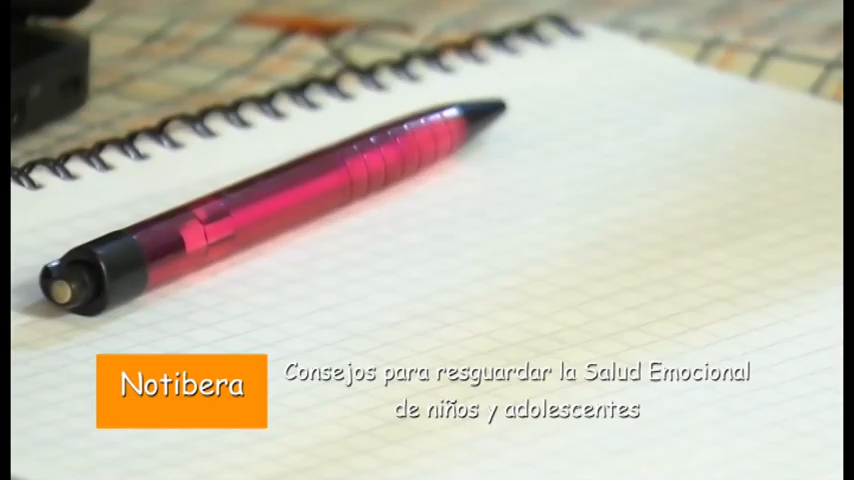 Notibera
Consejos para resguardar la Salud Emocional
de niños y adolescentes